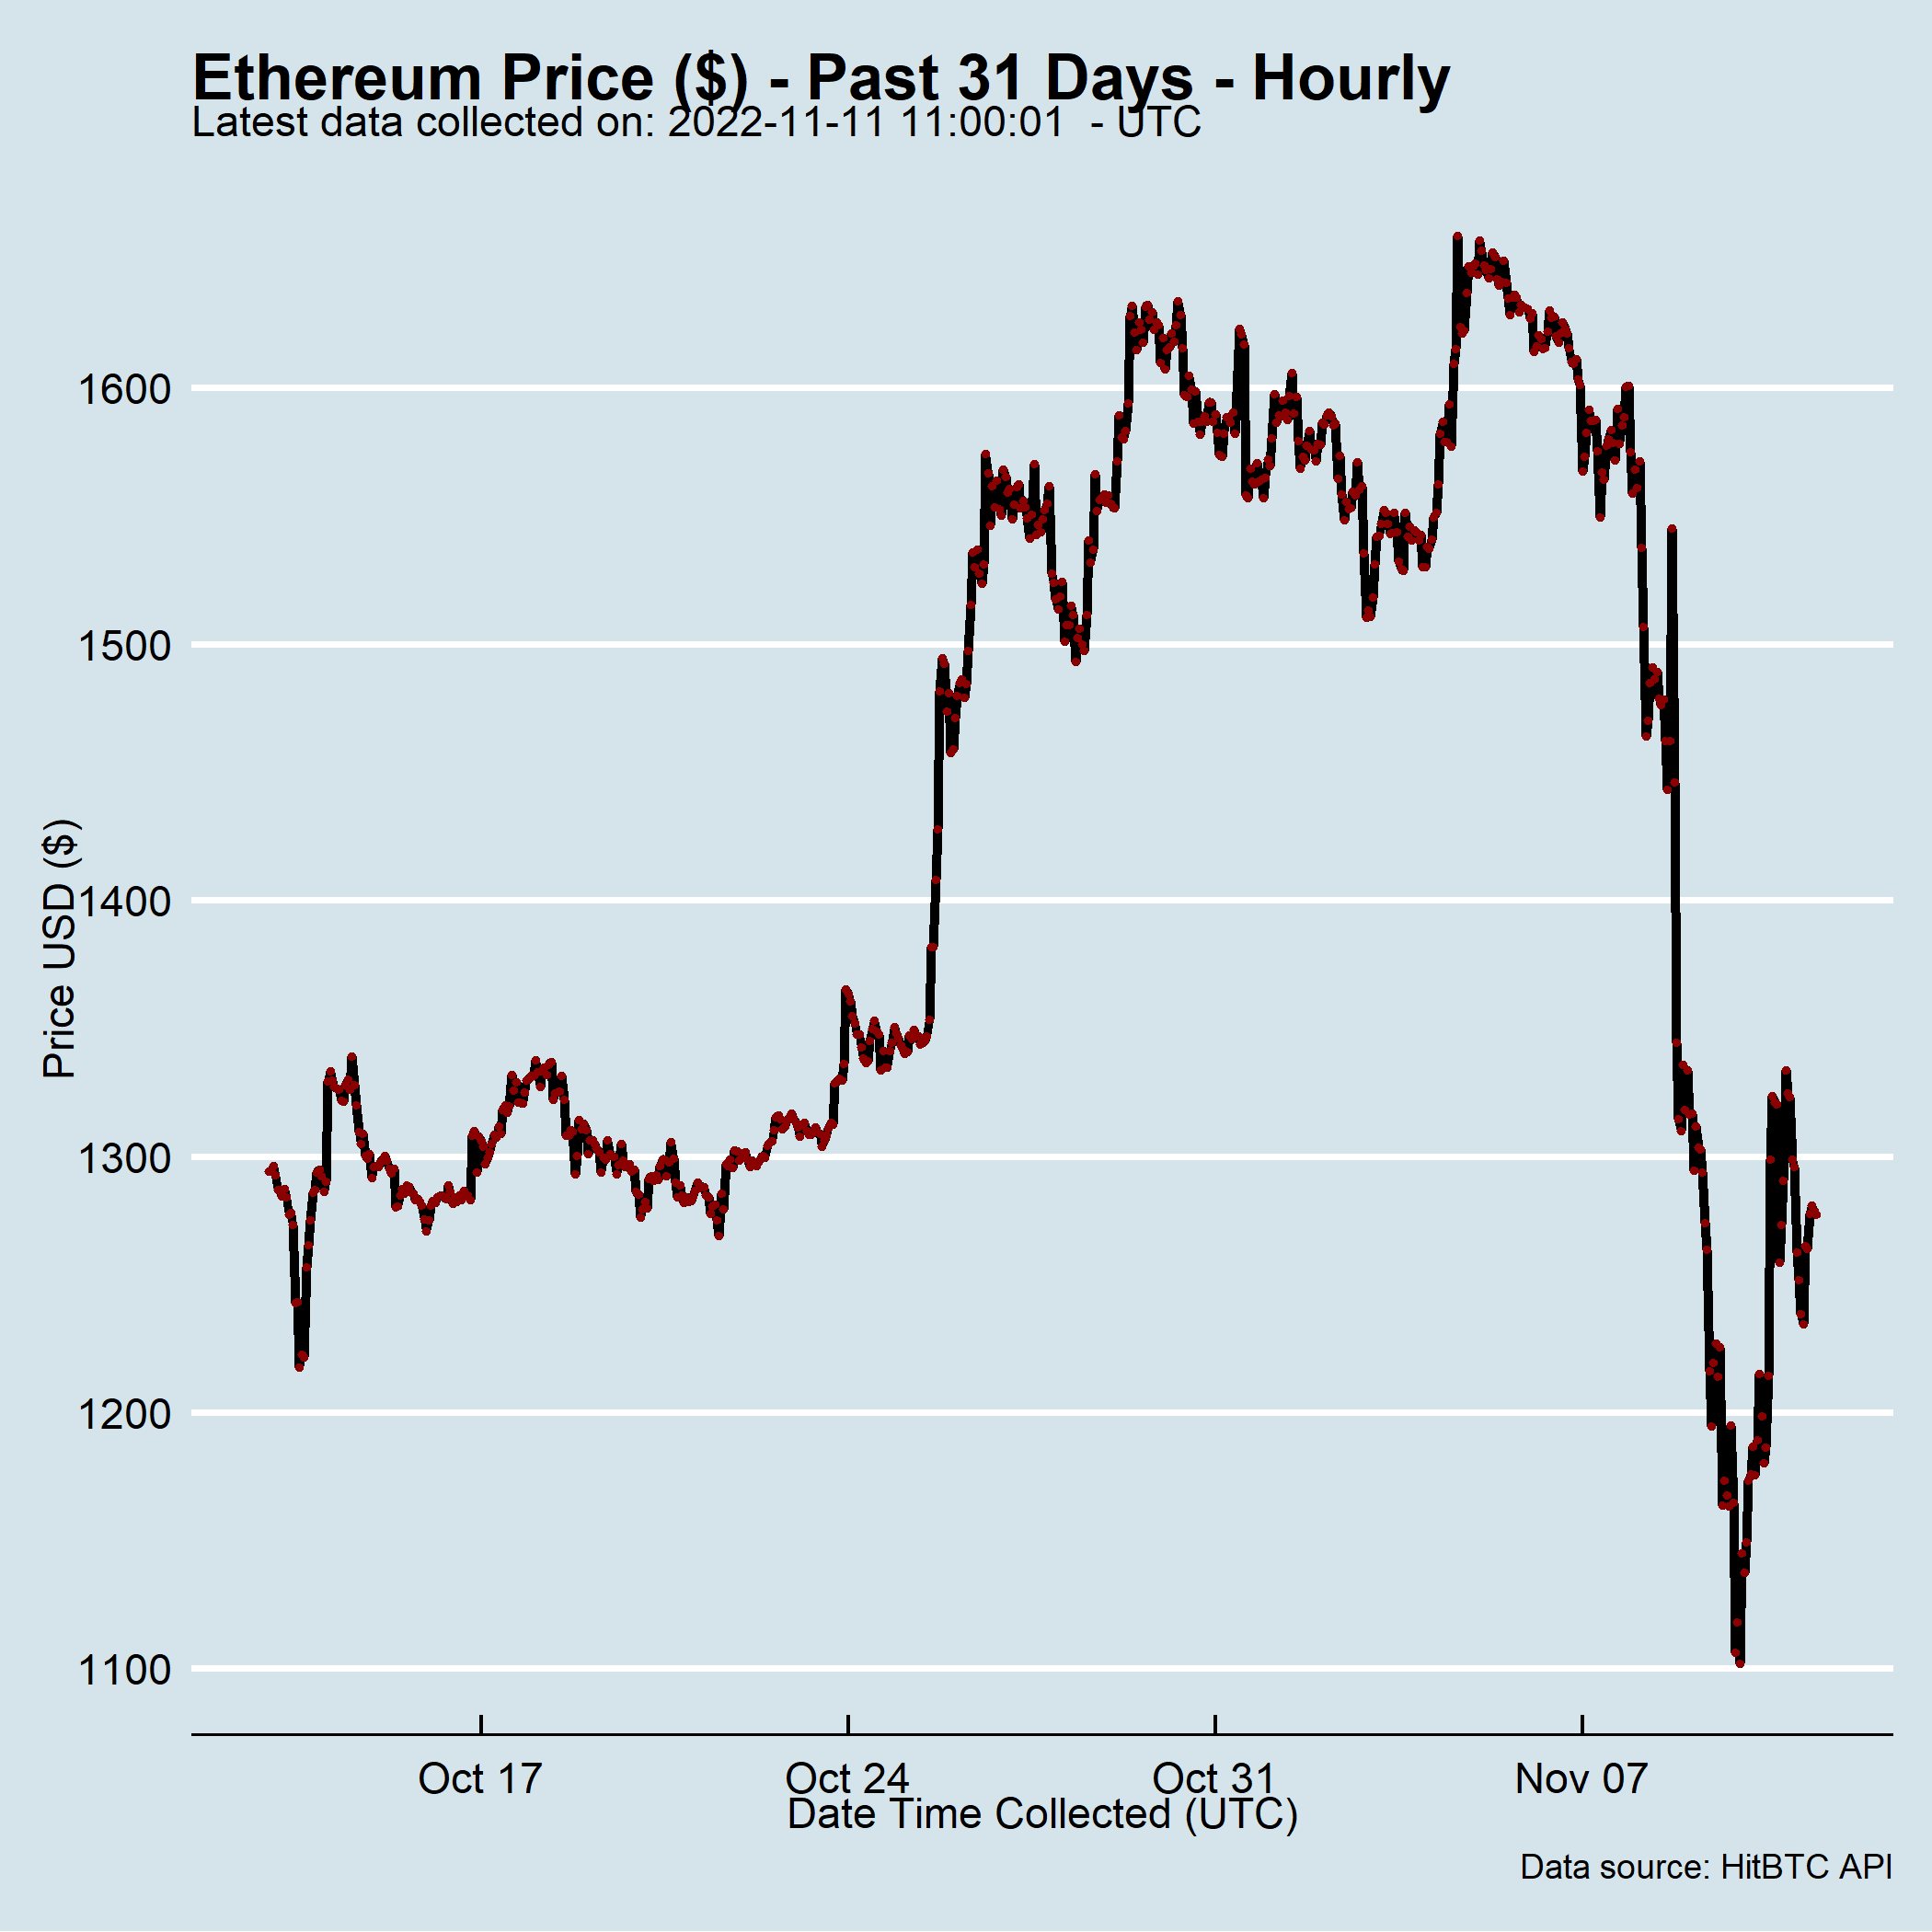 Ethereum Price ($) - Past 31 Days - Hourly
Latest data collected on: 2022-11-11 11:00:01  - UTC
1600
1500
1400
1300
1200
1100
Price USD ($)
Oct 17
Oct 24
Oct 31
Nov 07
Date Time Collected (UTC)
Data source: HitBTC API